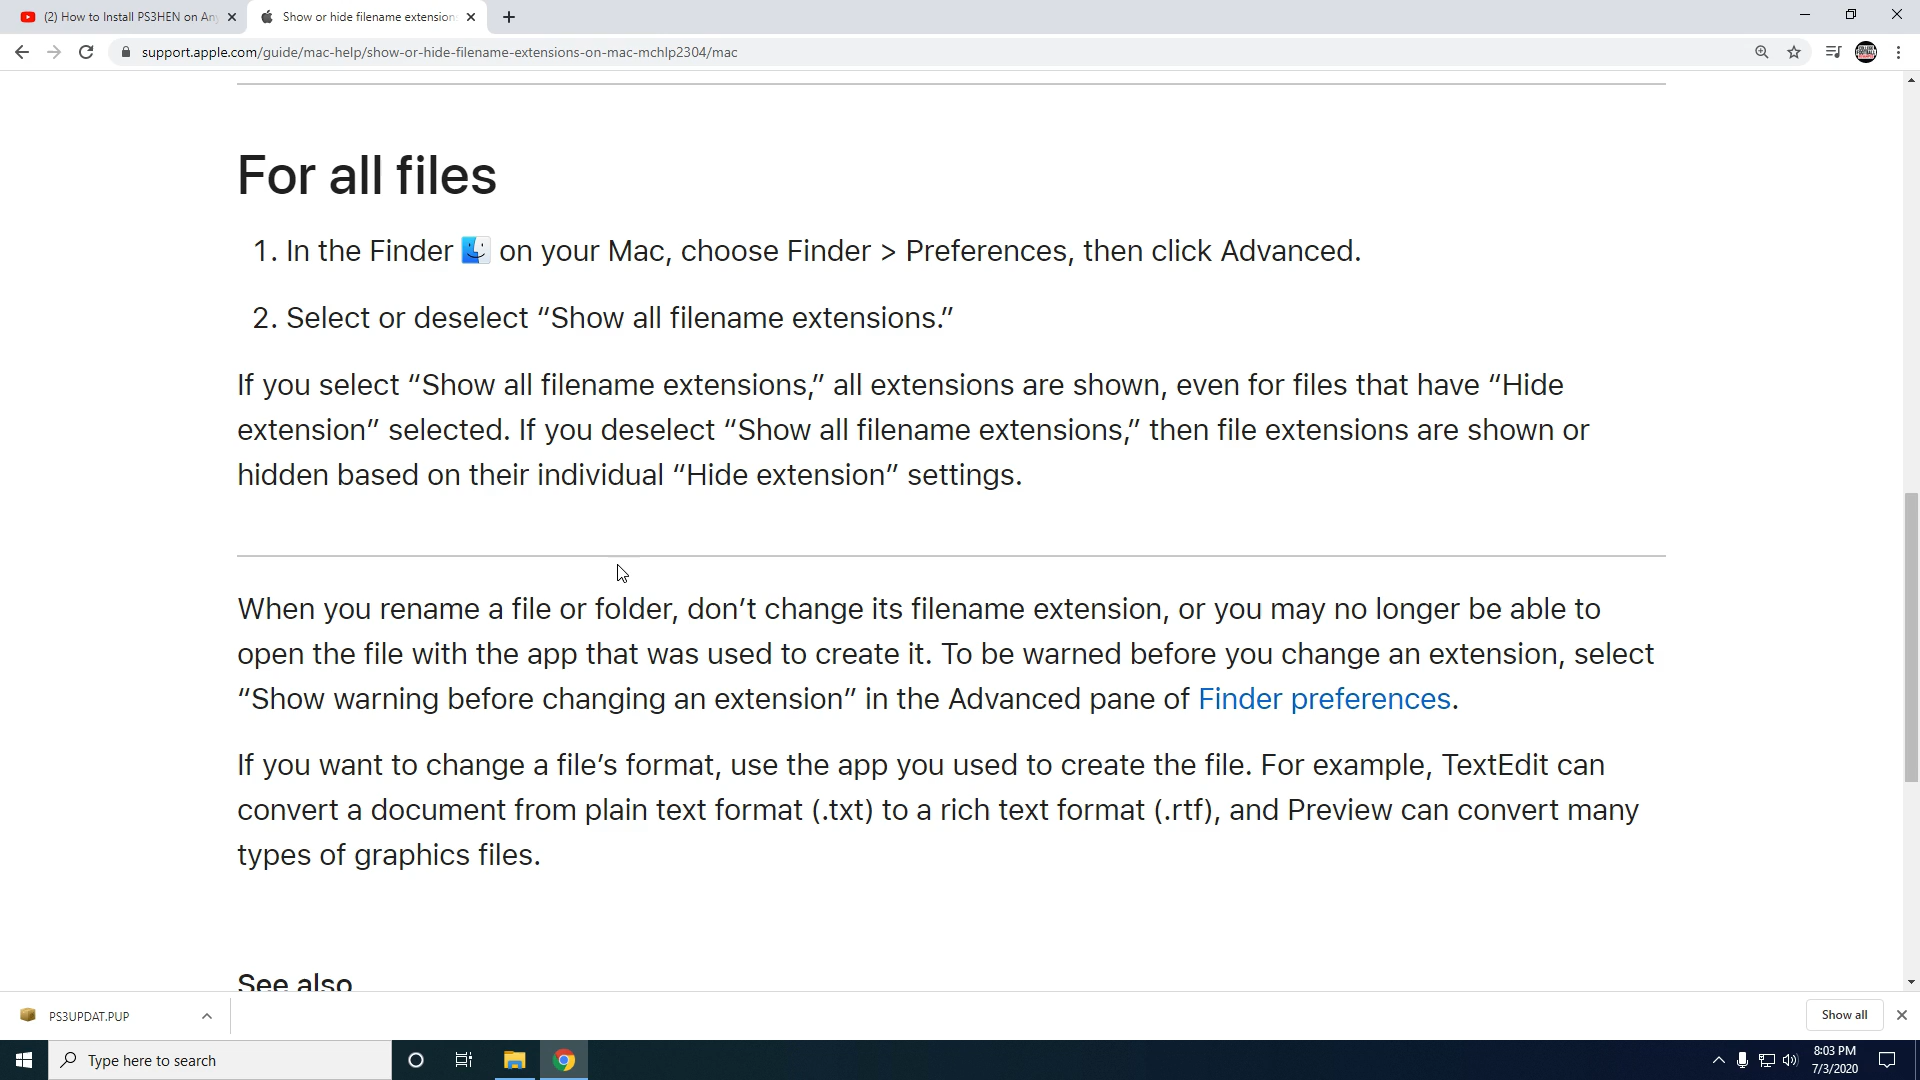 (2) How to Install PS3HEN on An
Show or hide filename extension
support.apple.com/guide/mac-help/show-or-hide-filename-extensions-on-mac-mchlp2304/mac
For all files
1. In the Finder on your Mac, choose Finder > Preferences, then click Advanced.
2. Select or deselect “Show all filename extensions.”
If you select “Show all filename extensions,” all extensions are shown, even for files that have “Hide
extension” selected. If you deselect “Show all filename extensions,” then file extensions are shown or
hidden based on their individual “Hide extension” settings.
When you rename a file or folder, don’t change its filename extension, or you may no longer be able to
open the file with the app that was used to create it. To be warned before you change an extension, select
“Show warning before changing an extension” in the Advanced pane of Finder preferences.
If you want to change a file’s format, use the app you used to create the file. For example, TextEdit can
convert a document from plain text format (.txt) to a rich text format (.rtf), and Preview can convert many
types of graphics files.
See also
PS3UPDAT.PUP
Show all
Type here to search
8:03 PM
7/3/2020